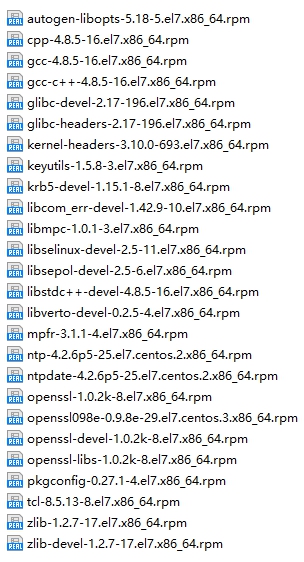 autogen-libopts-5.18-5.el7.x86_64.rpm
cpp-4.8.5-16.el7.x86_64.rpm
gcc-4.8.5-16.el7.x86_64.rpm
gcc-c++-4.8.5-16.el7.x86_64.rpm
glibc-devel-2.17-196.el7.x86_64.rpm
glibc-headers-2.17-196.el7.x86_64.rpm
kernel-headers-3.10.0-693.el7.x86_64.rpm
keyutils-1.5.8-3.el7.x86_64.rpm
krb5-devel-1.15.1-8.el7.x86_64.rpm
libcom_err-devel-1.42.9-10.el7.x86_64.rpm
libmpc-1.0.1-3.el7.x86_64.rpm
libselinux-devel-2.5-11.el7.x86_64.rpm
libsepol-devel-2.5-6.el7.x86_64.rpm
libstdc++-devel-4.8.5-16.el7.x86_64.rpm
libverto-devel-0.2.5-4.el7.x86_64.rpm
mpfr-3.1.1-4.el7.x86_64.rpm
ntp-4.2.6p5-25.el7.centos.2.x86_64.rpm
ntpdate-4.2.6p5-25.el7.centos.2.x86_64.rpm
openssl-1.0.2k-8.el7.x86_64.rpm
openssl098e-0.9.8e-29.el7.centos.3.x86_64.rpm
openssl-devel-1.0.2k-8.el7.x86_64.rpm
openssl-libs-1.0.2k-8.el7.x86_64.rpm
pkgconfig-0.27.1-4.el7.x86_64.rpm
tcl-8.5.13-8.el7.x86_64.rpm
zlib-1.2.7-17.el7.x86_64.rpm
zlib-devel-1.2.7-17.el7.x86_64.rpm